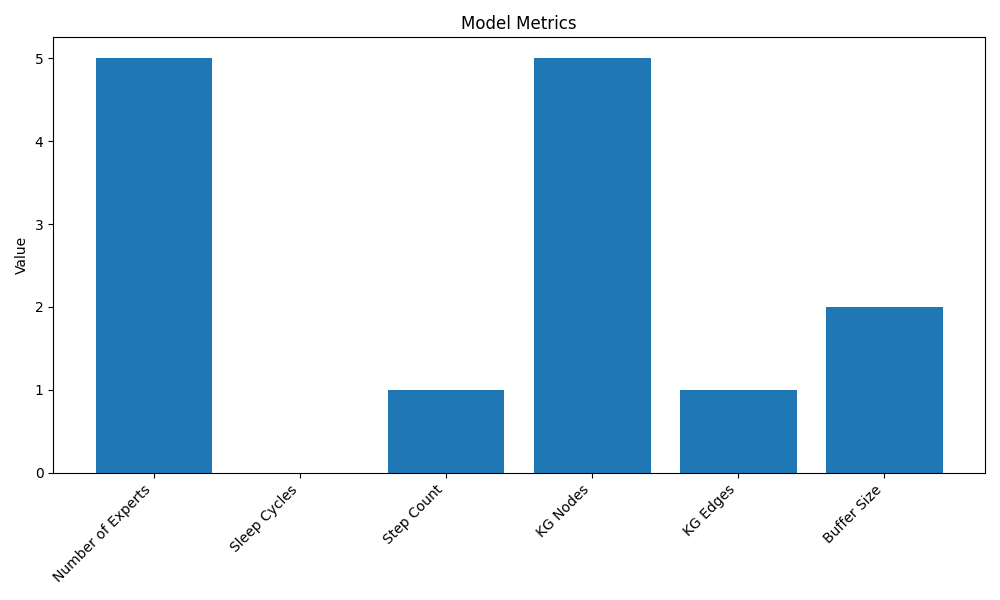 Model Metrics
Value
5
4
3
2
1
0
Number of Experts
Sleep Cycles
Step Count
KG Nodes
KG Edges
Buffer Size